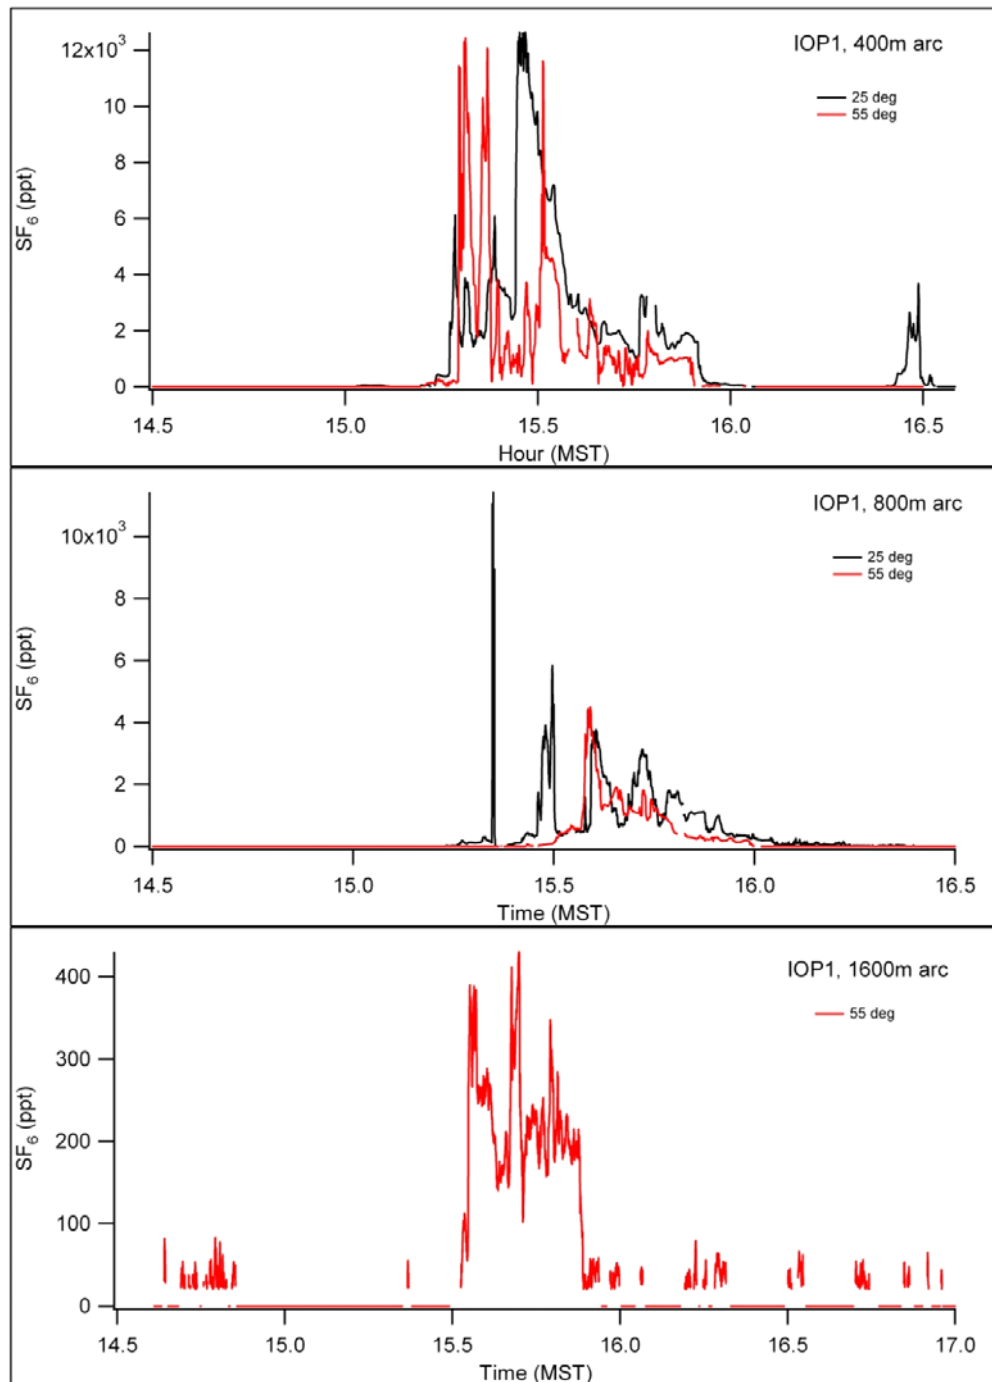 IOP1, 400m arc
25 deg
55 deg
SF6 (ppt)
12x10³
10
8
6
4
2
0
14.5 15.0 15.5 16.0 16.5
Hour (MST)
IOP1, 800m arc
25 deg
55 deg
SF6 (ppt)
10x10³
8
6
4
2
0
14.5 15.0 15.5 16.0 16.5
Time (MST)
IOP1, 1600m arc
55 deg
SF6 (ppt)
400
300
200
100
0
14.5 15.0 15.5 16.0 16.5 17.0
Time (MST)